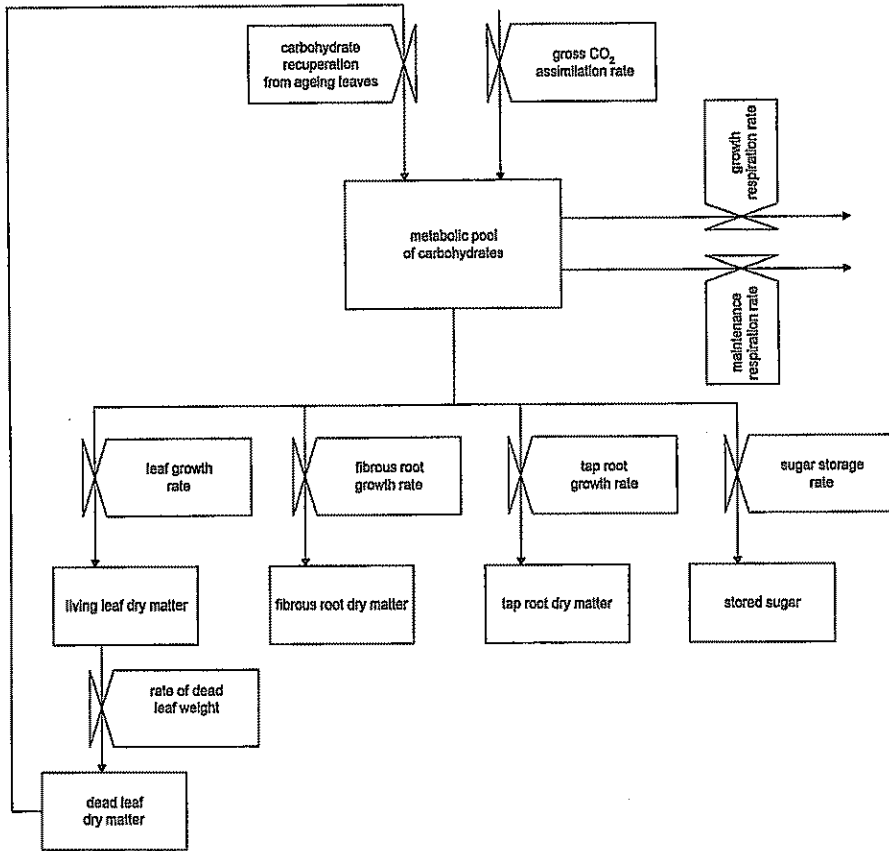 carbohydrate
recuperation
from ageing leaves
gross CO₂
assimilation rate
growth
respiration rate
metabolic pool
of carbohydrates
maintenance
respiration rate
leaf growth
rate
fibrous root
growth rate
tap root
growth rate
sugar storage
rate
living leaf dry matter
fibrous root dry matter
tap root dry matter
stored sugar
rate of dead
leaf weight
dead leaf
dry matter